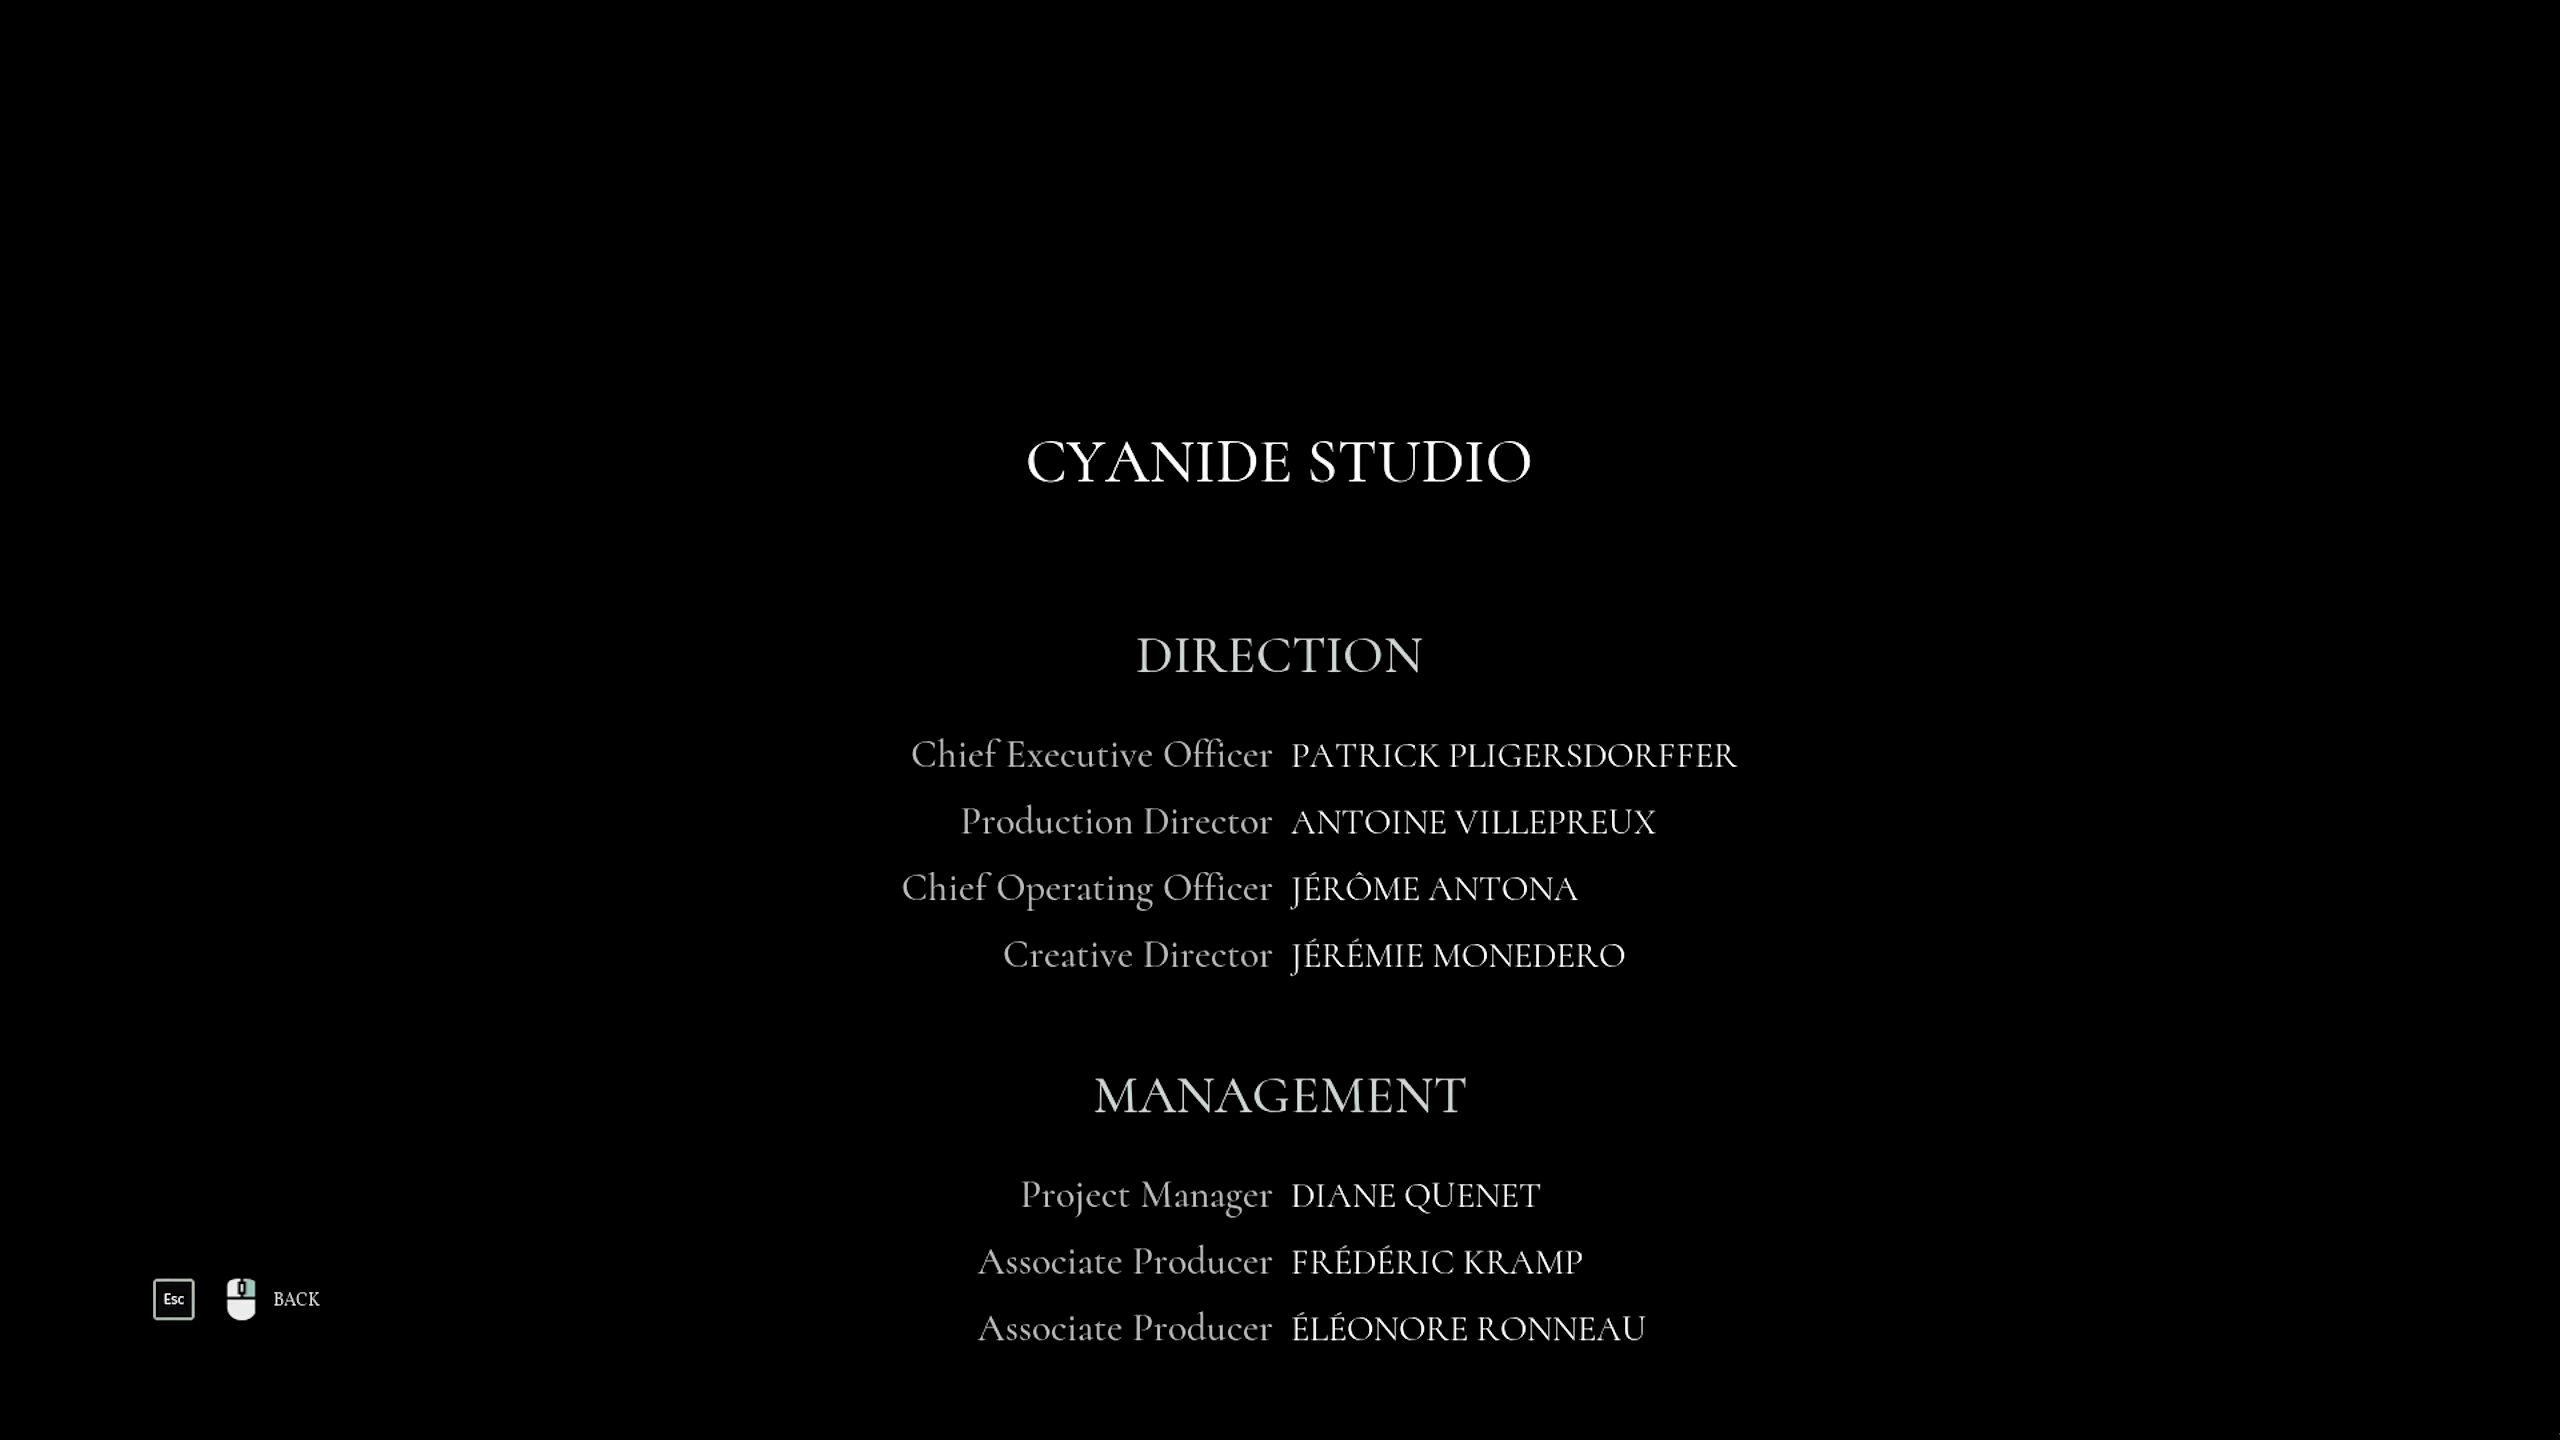 CYANIDE STUDIO
DIRECTION
Chief Executive Officer PATRICK PLIGERSDORFFER
Production Director ANTOINE VILLEPREUX
Chief Operating Officer JÉRÔME ANTONA
Creative Director JÉRÉMIE MONEDERO
MANAGEMENT
Project Manager DIANE QUENET
Associate Producer FRÉDÉRIC KRAMP
Associate Producer ÉLÉONORE RONNEAU
Esc BACK